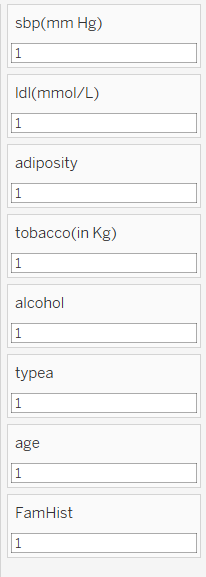 sbp(mm Hg)
1
ldl(mmol/L)
1
adiposity
1
tobacco(in Kg)
1
alcohol
1
typea
1
age
1
FamHist
1